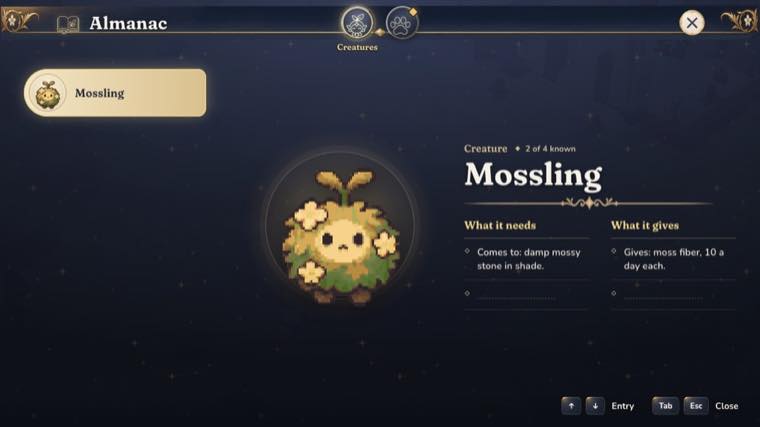 Almanac
Creatures
Mossling
Creature ✦ 2 of 4 known
Mossling
What it needs
Comes to: damp mossy
stone in shade.
What it gives
Gives: moss fiber, 10 a
day each.
↑ ↓ Entry Tab Esc Close